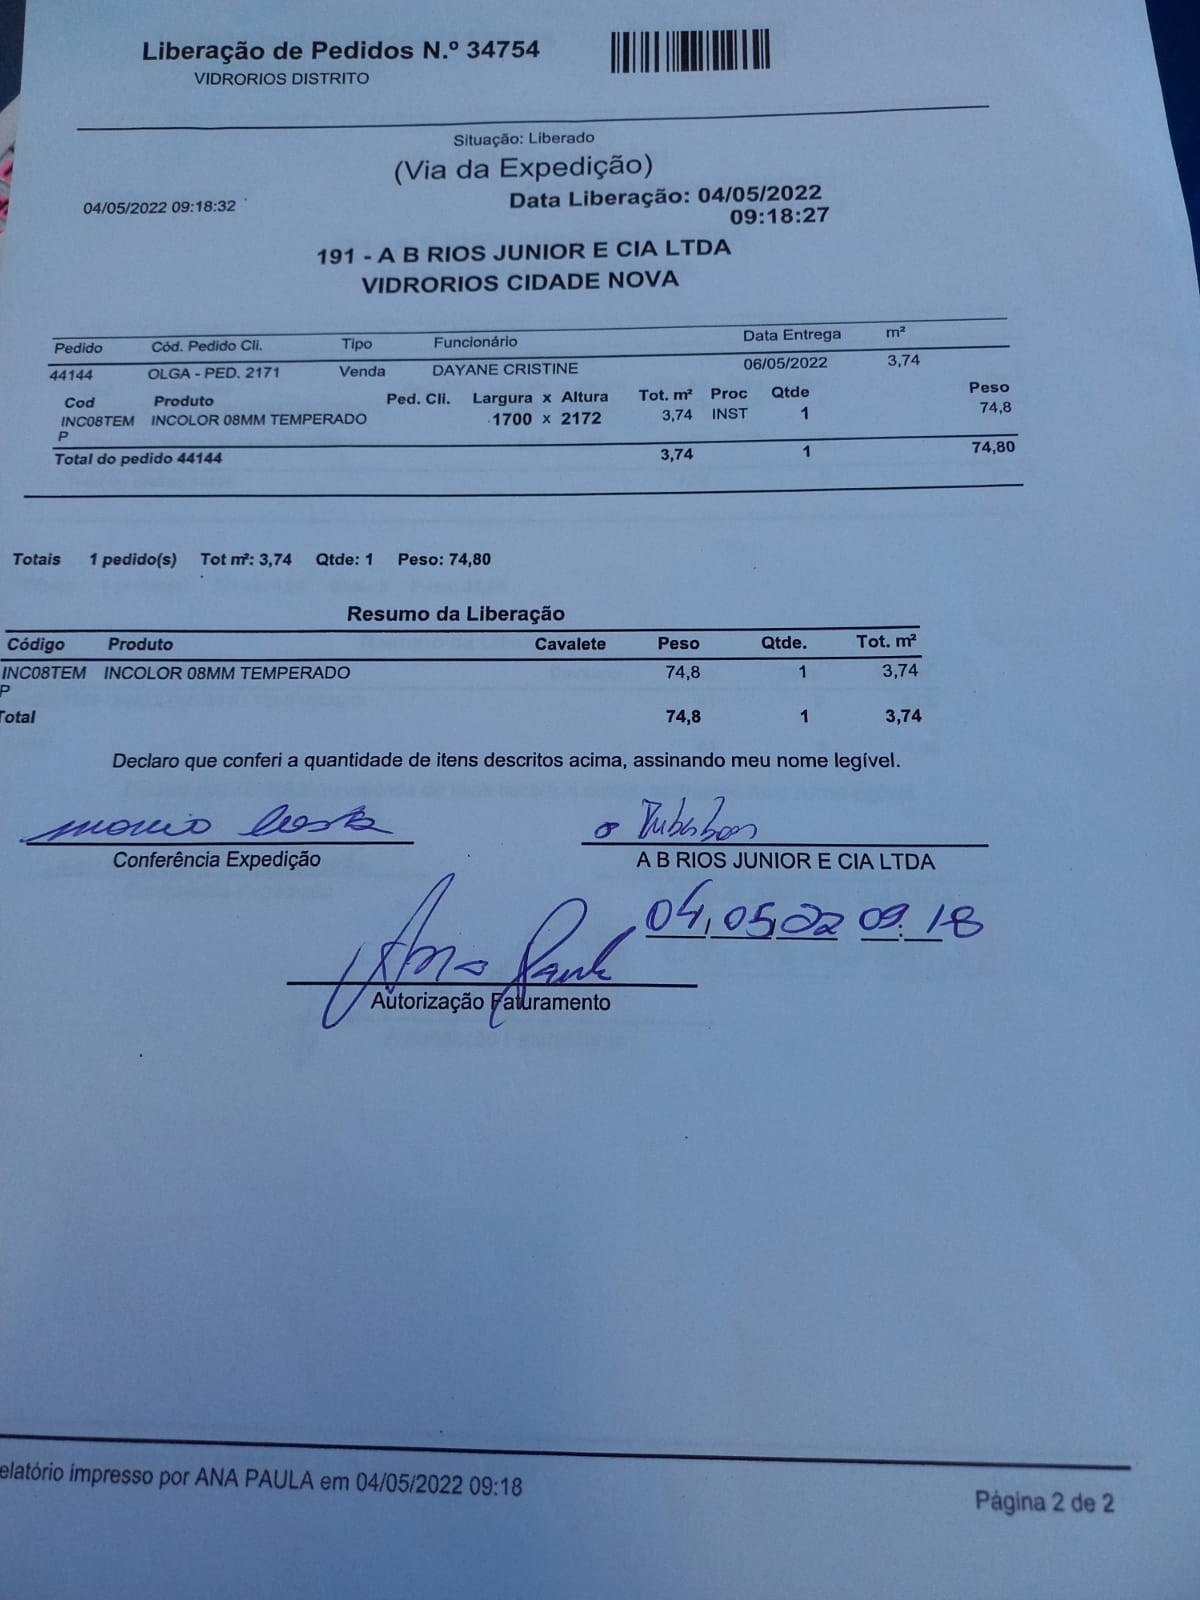 Liberação de Pedidos N.º 34754
VIDRORIOS DISTRITO
Situação: Liberado
(Via da Expedição)
04/05/2022 09:18:32
Data Liberação: 04/05/2022
09:18:27
191 - A B RIOS JUNIOR E CIA LTDA
VIDRORIOS CIDADE NOVA
Pedido Cód. Pedido Cli. Tipo Funcionário Data Entrega m²
44144 OLGA - PED. 2171 Venda DAYANE CRISTINE 06/05/2022 3,74
Cod Produto Ped. Cli. Largura x Altura Tot. m² Proc Qtde Peso
INC08TEM INCOLOR 08MM TEMPERADO 1700 x 2172 3,74 INST 1 74,8
P
Total do pedido 44144 3,74 1 74,80
Totais 1 pedido(s) Tot m²: 3,74 Qtde: 1 Peso: 74,80
Resumo da Liberação
Código Produto Cavalete Peso Qtde. Tot. m²
INC08TEM INCOLOR 08MM TEMPERADO 74,8 1 3,74
P
Total 74,8 1 3,74
Declaro que conferi a quantidade de itens descritos acima, assinando meu nome legível.
Conferência Expedição
A B RIOS JUNIOR E CIA LTDA
04,05,22 09:18
Ana Paula
Autorização Faturamento
elatório impresso por ANA PAULA em 04/05/2022 09:18
Página 2 de 2